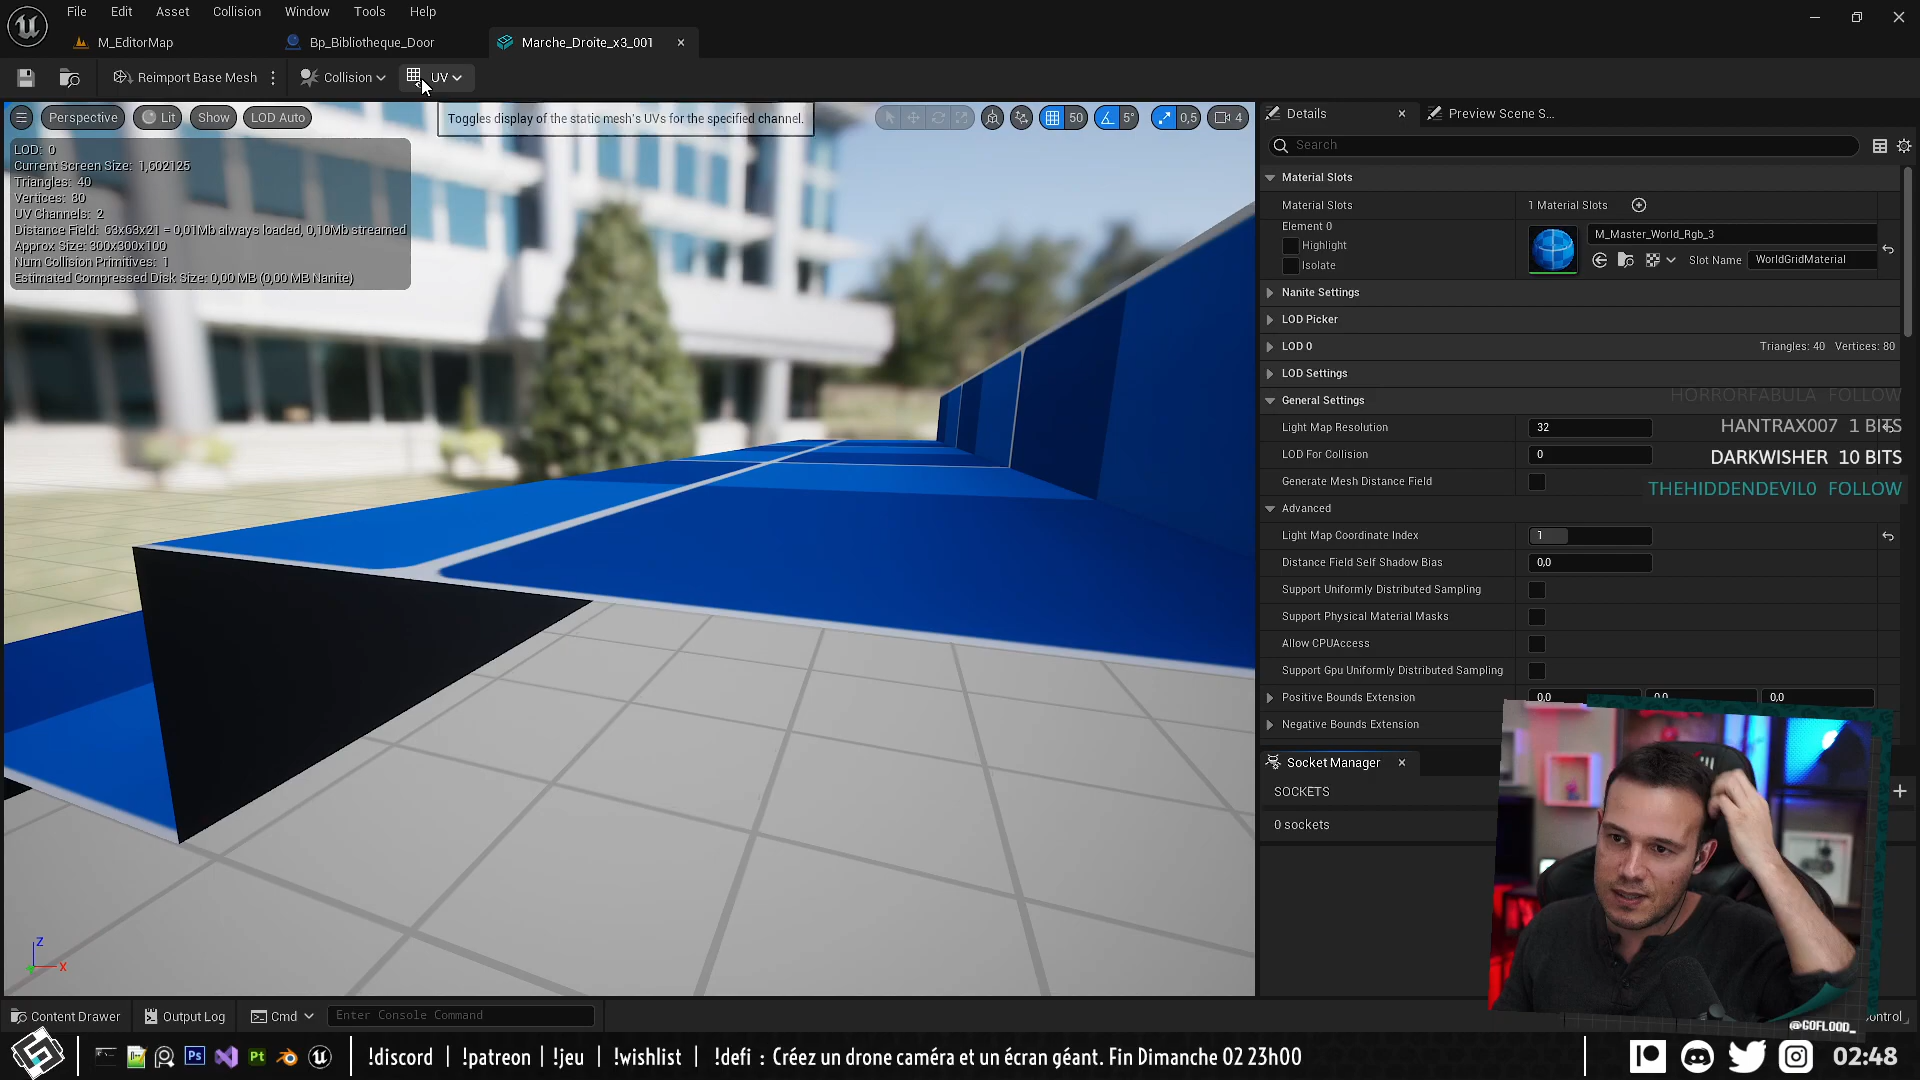 File Edit Asset Collision Window Tools Help
M_EditorMap Bp_Bibliotheque_Door Marche_Droite_x3_001
Reimport Base Mesh Collision UV
Perspective Lit Show LOD Auto
Toggles display of the static mesh's UVs for the specified channel.
50 5° 0,5 4
LOD: 0
Current Screen Size: 1,602125
Triangles: 40
Vertices: 80
UV Channels: 2
Distance Field: 63x63x21 = 0,01Mb always loaded, 0,10Mb streamed
Approx Size: 300x300x100
Num Collision Primitives: 1
Estimated Compressed Disk Size: 0,00 MB (0,00 MB Nanite)
Z
X
Details Preview Scene S...
Search
Material Slots
Material Slots 1 Material Slots
Element 0
Highlight
Isolate
M_Master_World_Rgb_3
Slot Name WorldGridMaterial
Nanite Settings
LOD Picker
LOD 0 Triangles: 40 Vertices: 80
LOD Settings
HORRORFABULA FOLLOW
General Settings
Light Map Resolution 32
HANTRAX007 1 BITS
LOD For Collision 0
DARKWISHER 10 BITS
Generate Mesh Distance Field
THEHIDDENDEVIL0 FOLLOW
Advanced
Light Map Coordinate Index 1
Distance Field Self Shadow Bias 0,0
Support Uniformly Distributed Sampling
Support Physical Material Masks
Allow CPUAccess
Support Gpu Uniformly Distributed Sampling
Positive Bounds Extension 0,0 0,0 0,0
Negative Bounds Extension
Socket Manager
SOCKETS
0 sockets
Content Drawer Output Log Cmd Enter Console Command
@GOFLOOD_
!discord | !patreon | !jeu | !wishlist | !defi : Créez un drone caméra et un écran géant. Fin Dimanche 02 23h00
Ps Pt
02:48